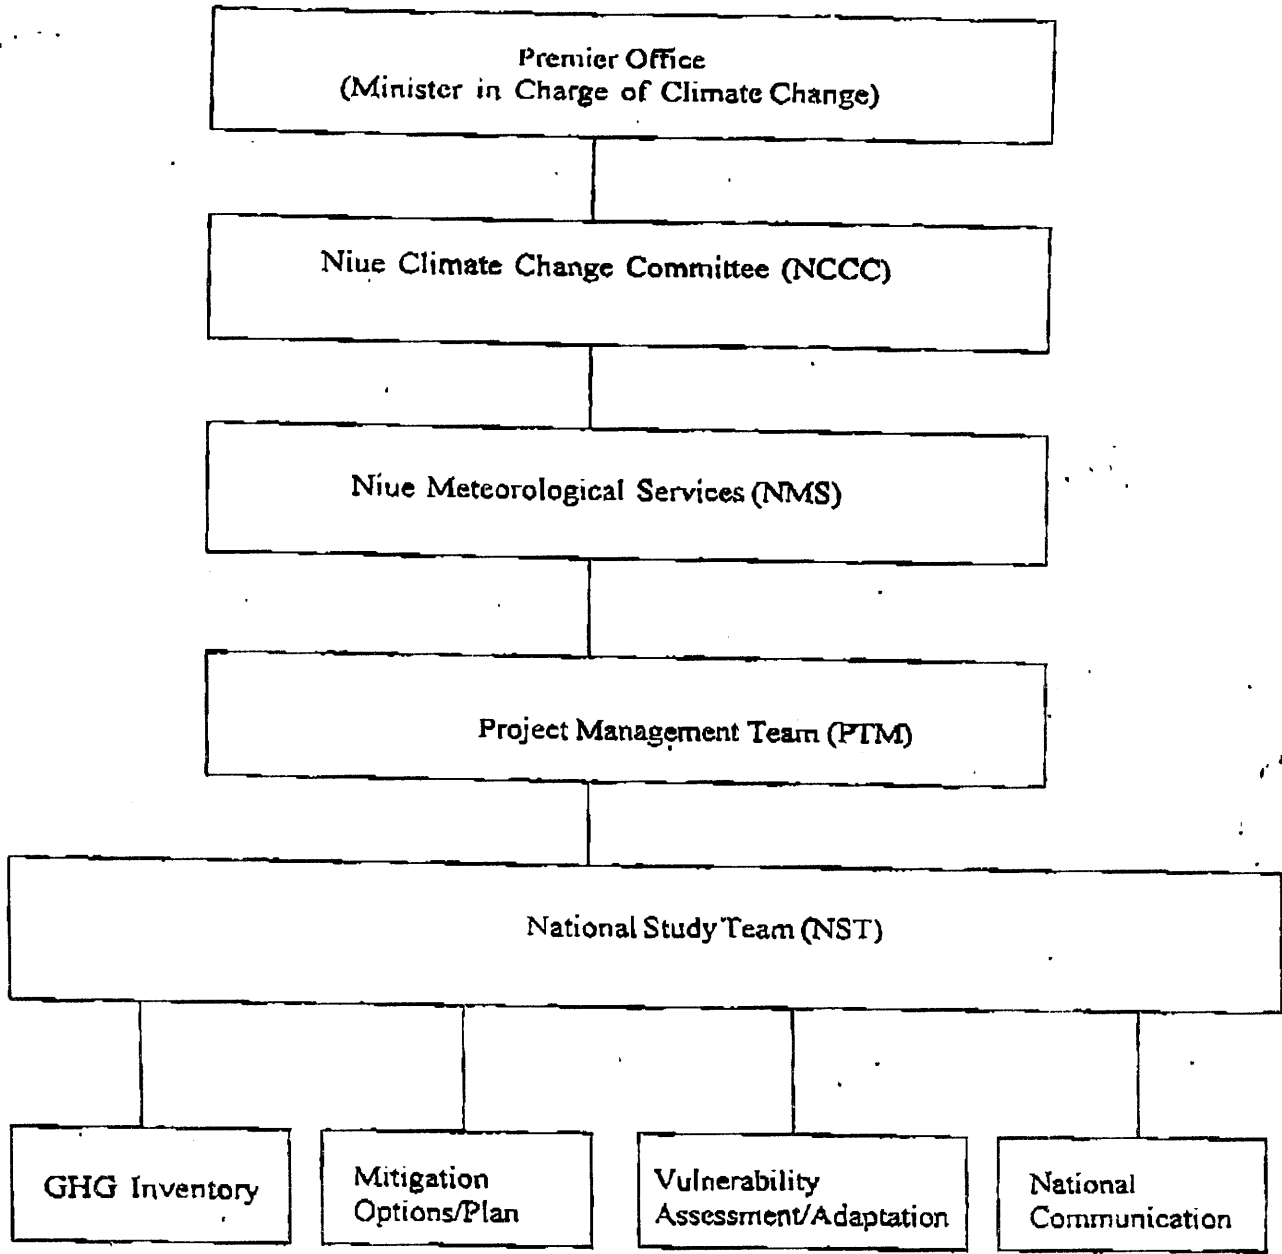 Premier Office
(Minister in Charge of Climate Change)
Niue Climate Change Committee (NCCC)
Niue Meteorological Services (NMS)
Project Management Team (PTM)
National Study Team (NST)
GHG Inventory
Mitigation
Options/Plan
Vulnerability
Assessment/Adaptation
National
Communication